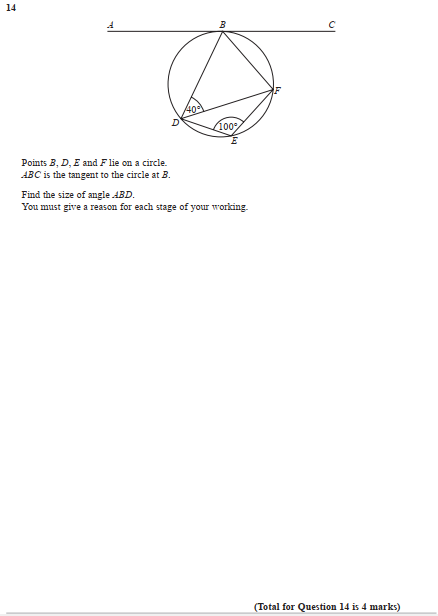 14
A B C
F
40°
D
100°
E
Points B, D, E and F lie on a circle.
ABC is the tangent to the circle at B.
Find the size of angle ABD.
You must give a reason for each stage of your working.
(Total for Question 14 is 4 marks)